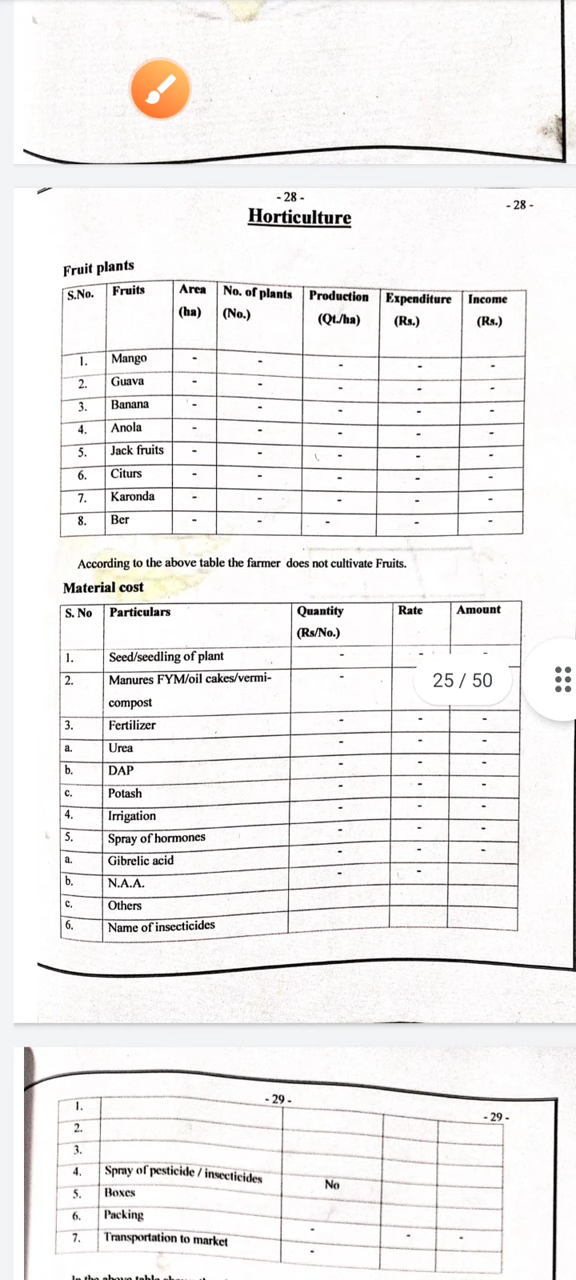 - 28 -
- 28 -
Horticulture
Fruit plants
S.No. Fruits Area (ha) No. of plants (No.) Production (Qt./ha) Expenditure (Rs.) Income (Rs.)
1. Mango - - - - -
2. Guava - - - - -
3. Banana - - - - -
4. Anola - - - - -
5. Jack fruits - - - - -
6. Citurs - - - - -
7. Karonda - - - - -
8. Ber - - - - -
According to the above table the farmer does not cultivate Fruits.
Material cost
S. No Particulars Quantity (Rs/No.) Rate Amount
1. Seed/seedling of plant - - -
2. Manures FYM/oil cakes/vermi-compost -
25 / 50
3. Fertilizer - - -
a. Urea - - -
b. DAP - - -
c. Potash - - -
4. Irrigation - - -
5. Spray of hormones - - -
a. Gibrelic acid - - -
b. N.A.A. - -
c. Others
6. Name of insecticides
- 29 -
- 29 -
1.
2.
3.
4. Spray of pesticide / insecticides
5. Boxes No
6. Packing
7. Transportation to market - - -
-
In the above table